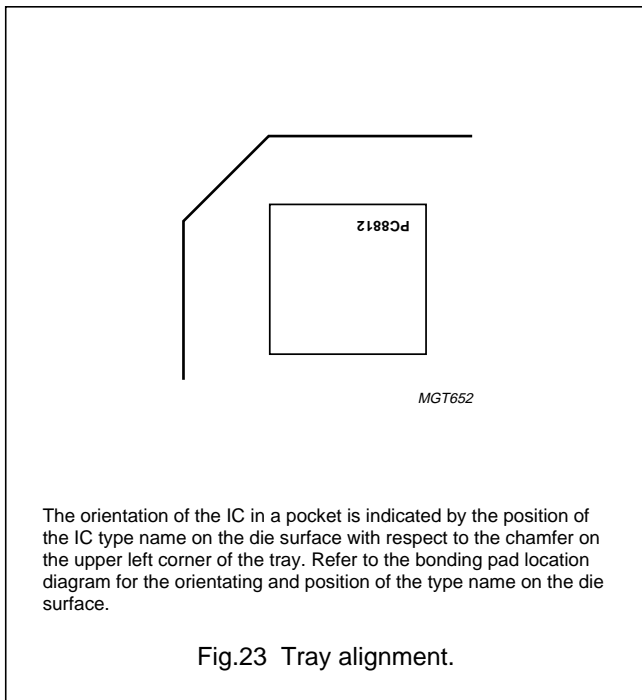 PC8812
MGT652
The orientation of the IC in a pocket is indicated by the position of
the IC type name on the die surface with respect to the chamfer on
the upper left corner of the tray. Refer to the bonding pad location
diagram for the orientating and position of the type name on the die
surface.
Fig.23 Tray alignment.